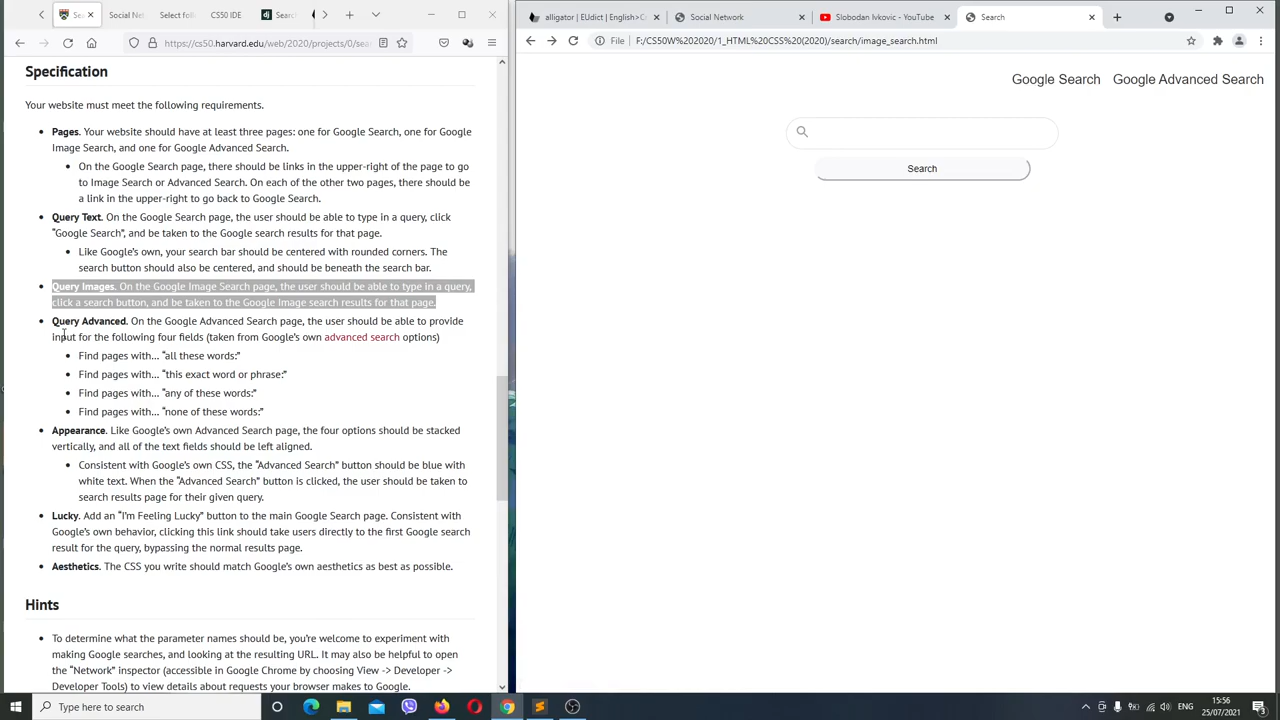 Sea
Social Net
Select follo
CS50 IDE
dj Search
https://cs50.harvard.edu/web/2020/projects/0/sear
alligator | EUdict | English>C
Social Network
Slobodan Ivkovic - YouTube
Search
File F:/CS50W%202020/1_HTML%20CSS%20(2020)/search/image_search.html
Google Search Google Advanced Search
Search
Specification
Your website must meet the following requirements.
Pages. Your website should have at least three pages: one for Google Search, one for Google
Image Search, and one for Google Advanced Search.
On the Google Search page, there should be links in the upper-right of the page to go
to Image Search or Advanced Search. On each of the other two pages, there should be
a link in the upper-right to go back to Google Search.
Query Text. On the Google Search page, the user should be able to type in a query, click
“Google Search”, and be taken to the Google search results for that page.
Like Google’s own, your search bar should be centered with rounded corners. The
search button should also be centered, and should be beneath the search bar.
Query Images. On the Google Image Search page, the user should be able to type in a query,
click a search button, and be taken to the Google Image search results for that page.
Query Advanced. On the Google Advanced Search page, the user should be able to provide
input for the following four fields (taken from Google’s own advanced search options)
Find pages with… “all these words:”
Find pages with… “this exact word or phrase:”
Find pages with… “any of these words:”
Find pages with… “none of these words:”
Appearance. Like Google’s own Advanced Search page, the four options should be stacked
vertically, and all of the text fields should be left aligned.
Consistent with Google’s own CSS, the “Advanced Search” button should be blue with
white text. When the “Advanced Search” button is clicked, the user should be taken to
search results page for their given query.
Lucky. Add an “I’m Feeling Lucky” button to the main Google Search page. Consistent with
Google’s own behavior, clicking this link should take users directly to the first Google search
result for the query, bypassing the normal results page.
Aesthetics. The CSS you write should match Google’s own aesthetics as best as possible.
Hints
To determine what the parameter names should be, you’re welcome to experiment with
making Google searches, and looking at the resulting URL. It may also be helpful to open
the “Network” inspector (accessible in Google Chrome by choosing View -> Developer ->
Developer Tools) to view details about requests your browser makes to Google.
Type here to search
15:56
25/07/2021